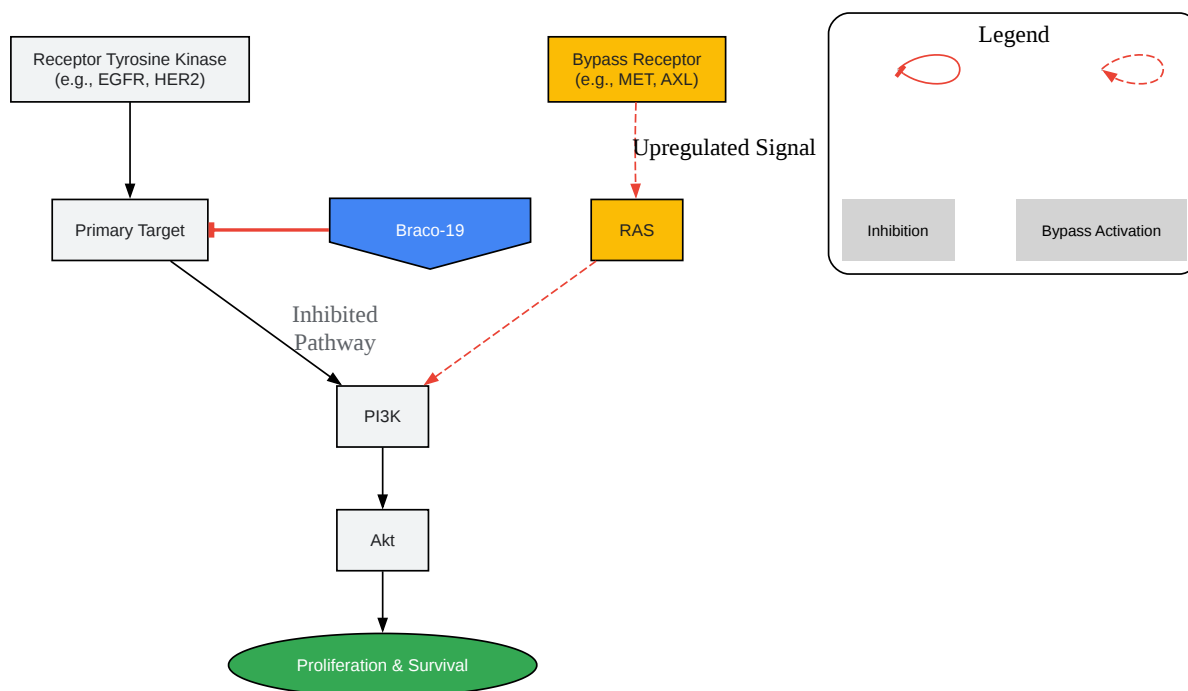 Receptor Tyrosine Kinase
(e.g., EGFR, HER2)
Bypass Receptor
(e.g., MET, AXL)
Legend
Upregulated Signal
Primary Target
Braco-19
RAS
Inhibition
Bypass Activation
Inhibited
Pathway
PI3K
Akt
Proliferation & Survival